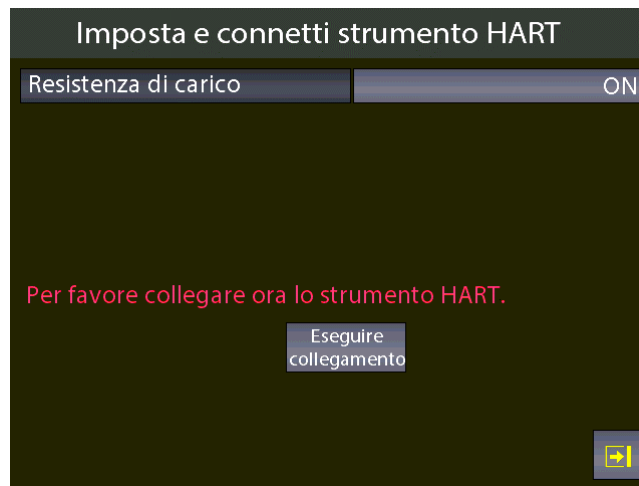 Imposta e connetti strumento HART
Resistenza di carico ON
Per favore collegare ora lo strumento HART.
Eseguire
collegamento